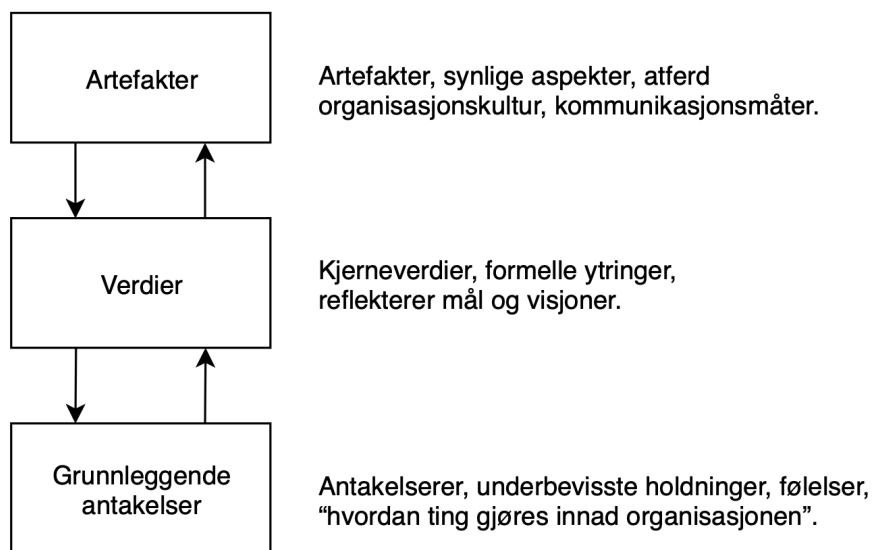 Artefakter
Artefakter, synlige aspekter, atferd
organisasjonskultur, kommunikasjonsmåter.
Verdier
Kjerneverdier, formelle ytringer,
reflekterer mål og visjoner.
Grunnleggende
antakelser
Antakelserer, underbevisste holdninger, følelser,
“hvordan ting gjøres innad organisasjonen”.